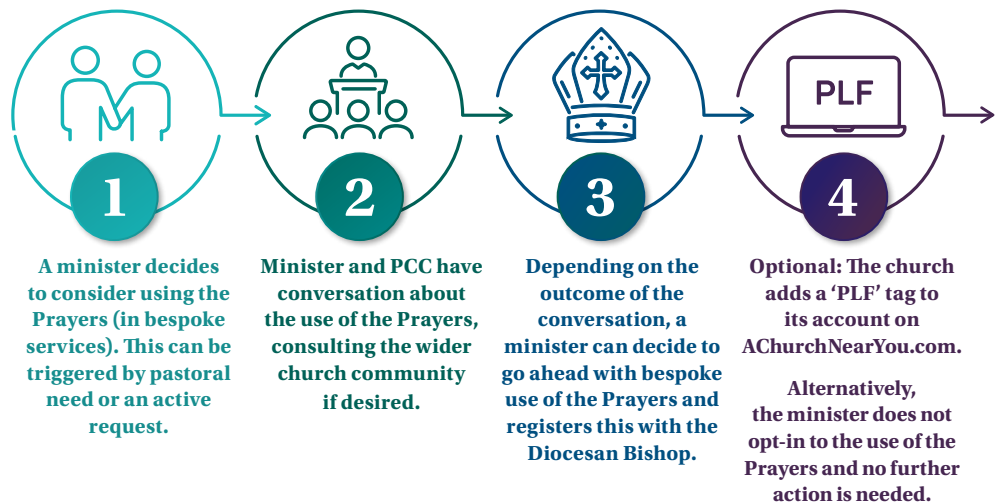 PLF
1
2
3
4
A minister decides
to consider using the
Prayers (in bespoke
services). This can be
triggered by pastoral
need or an active
request.
Minister and PCC have
conversation about
the use of the Prayers,
consulting the wider
church community
if desired.
Depending on the
outcome of the
conversation, a
minister can decide to
go ahead with bespoke
use of the Prayers and
registers this with the
Diocesan Bishop.
Optional: The church
adds a ‘PLF’ tag to
its account on
AChurchNearYou.com.
Alternatively,
the minister does not
opt-in to the use of the
Prayers and no further
action is needed.